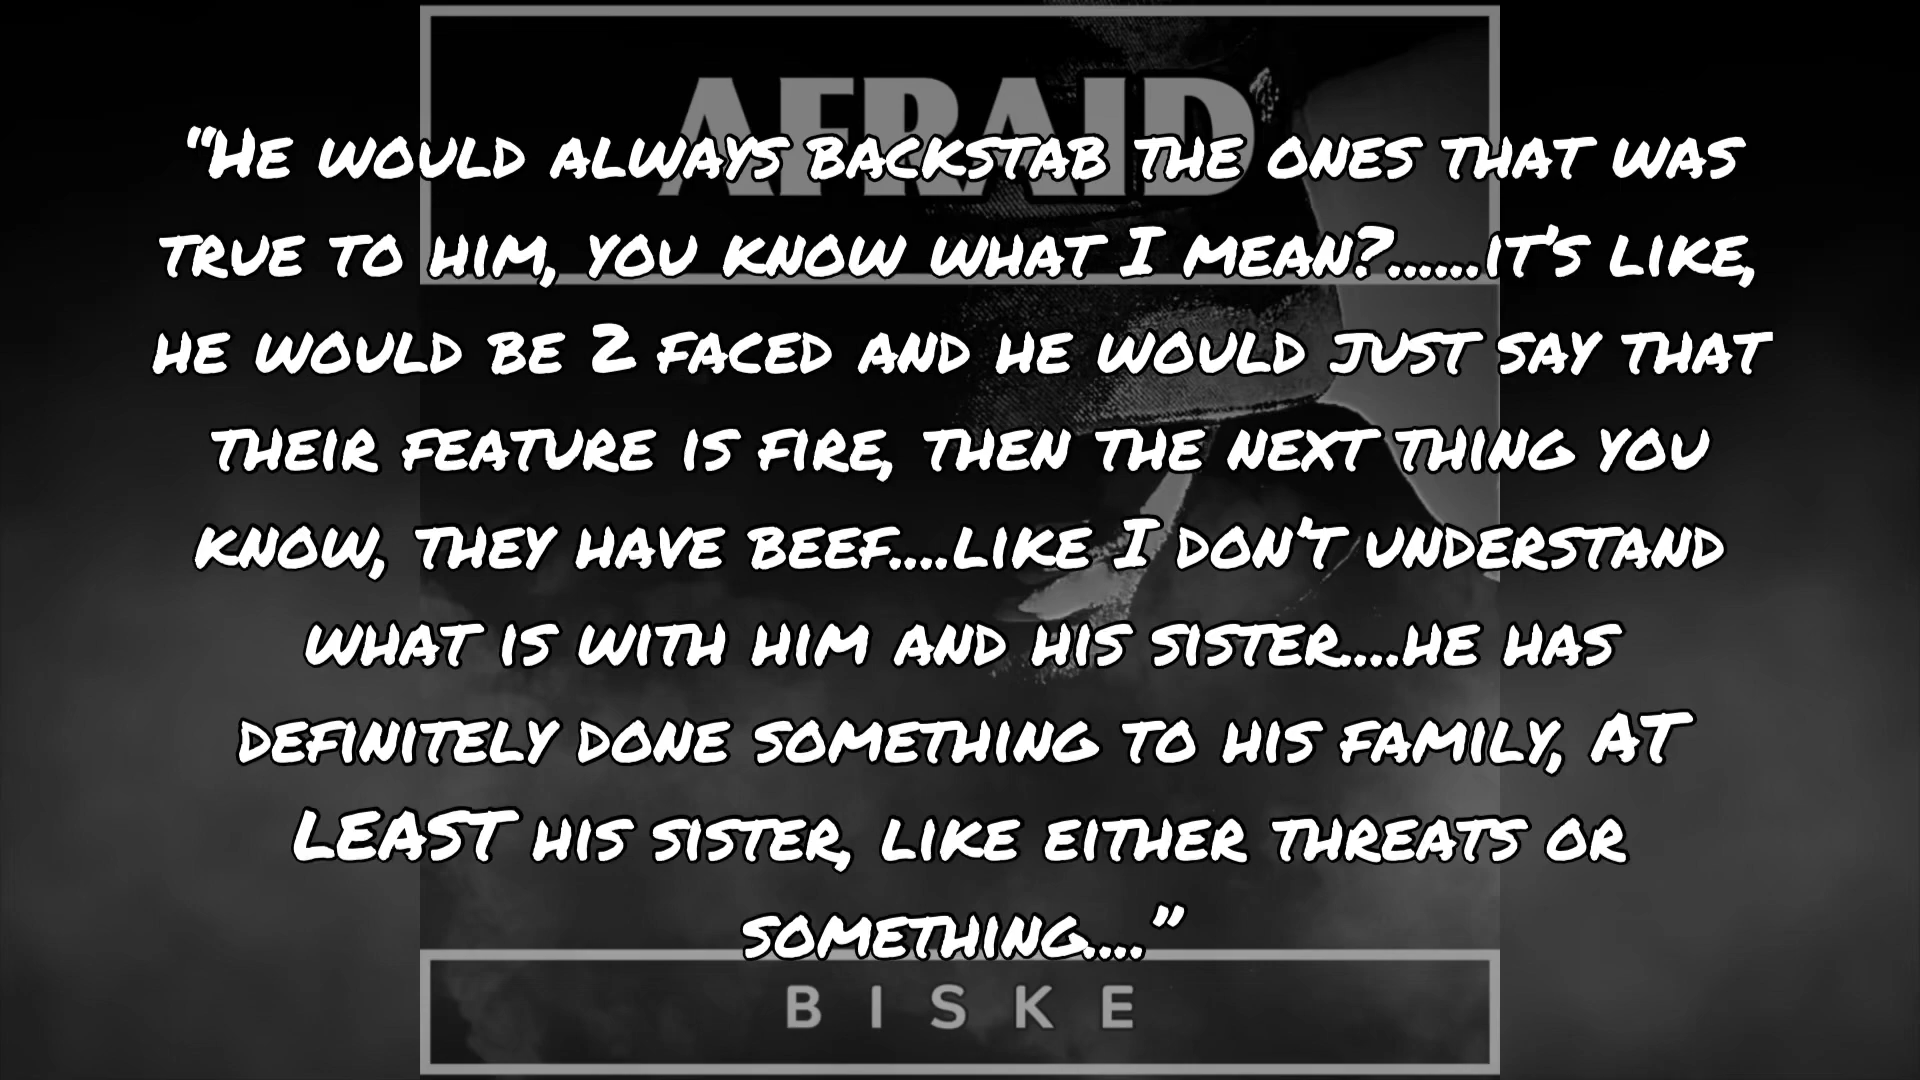 AFRAID
“He would always backstab the ones that was
true to him, you know what I mean?......it’s like,
he would be 2 faced and he would just say that
their feature is fire, then the next thing you
know, they have beef....like I don’t understand
what is with him and his sister....he has
definitely done something to his family, AT
LEAST his sister, like either threats or
something....”
BISKE